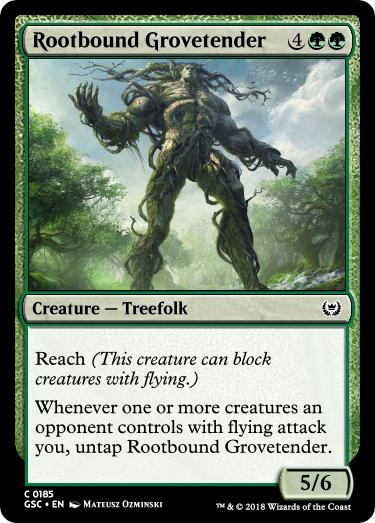 Rootbound Grovetender 4
Creature — Treefolk
Reach (This creature can block
creatures with flying.)
Whenever one or more creatures an
opponent controls with flying attack
you, untap Rootbound Grovetender.
5/6
C 0185
GSC • EN Mateusz Ozminski
™ & © 2018 Wizards of the Coast